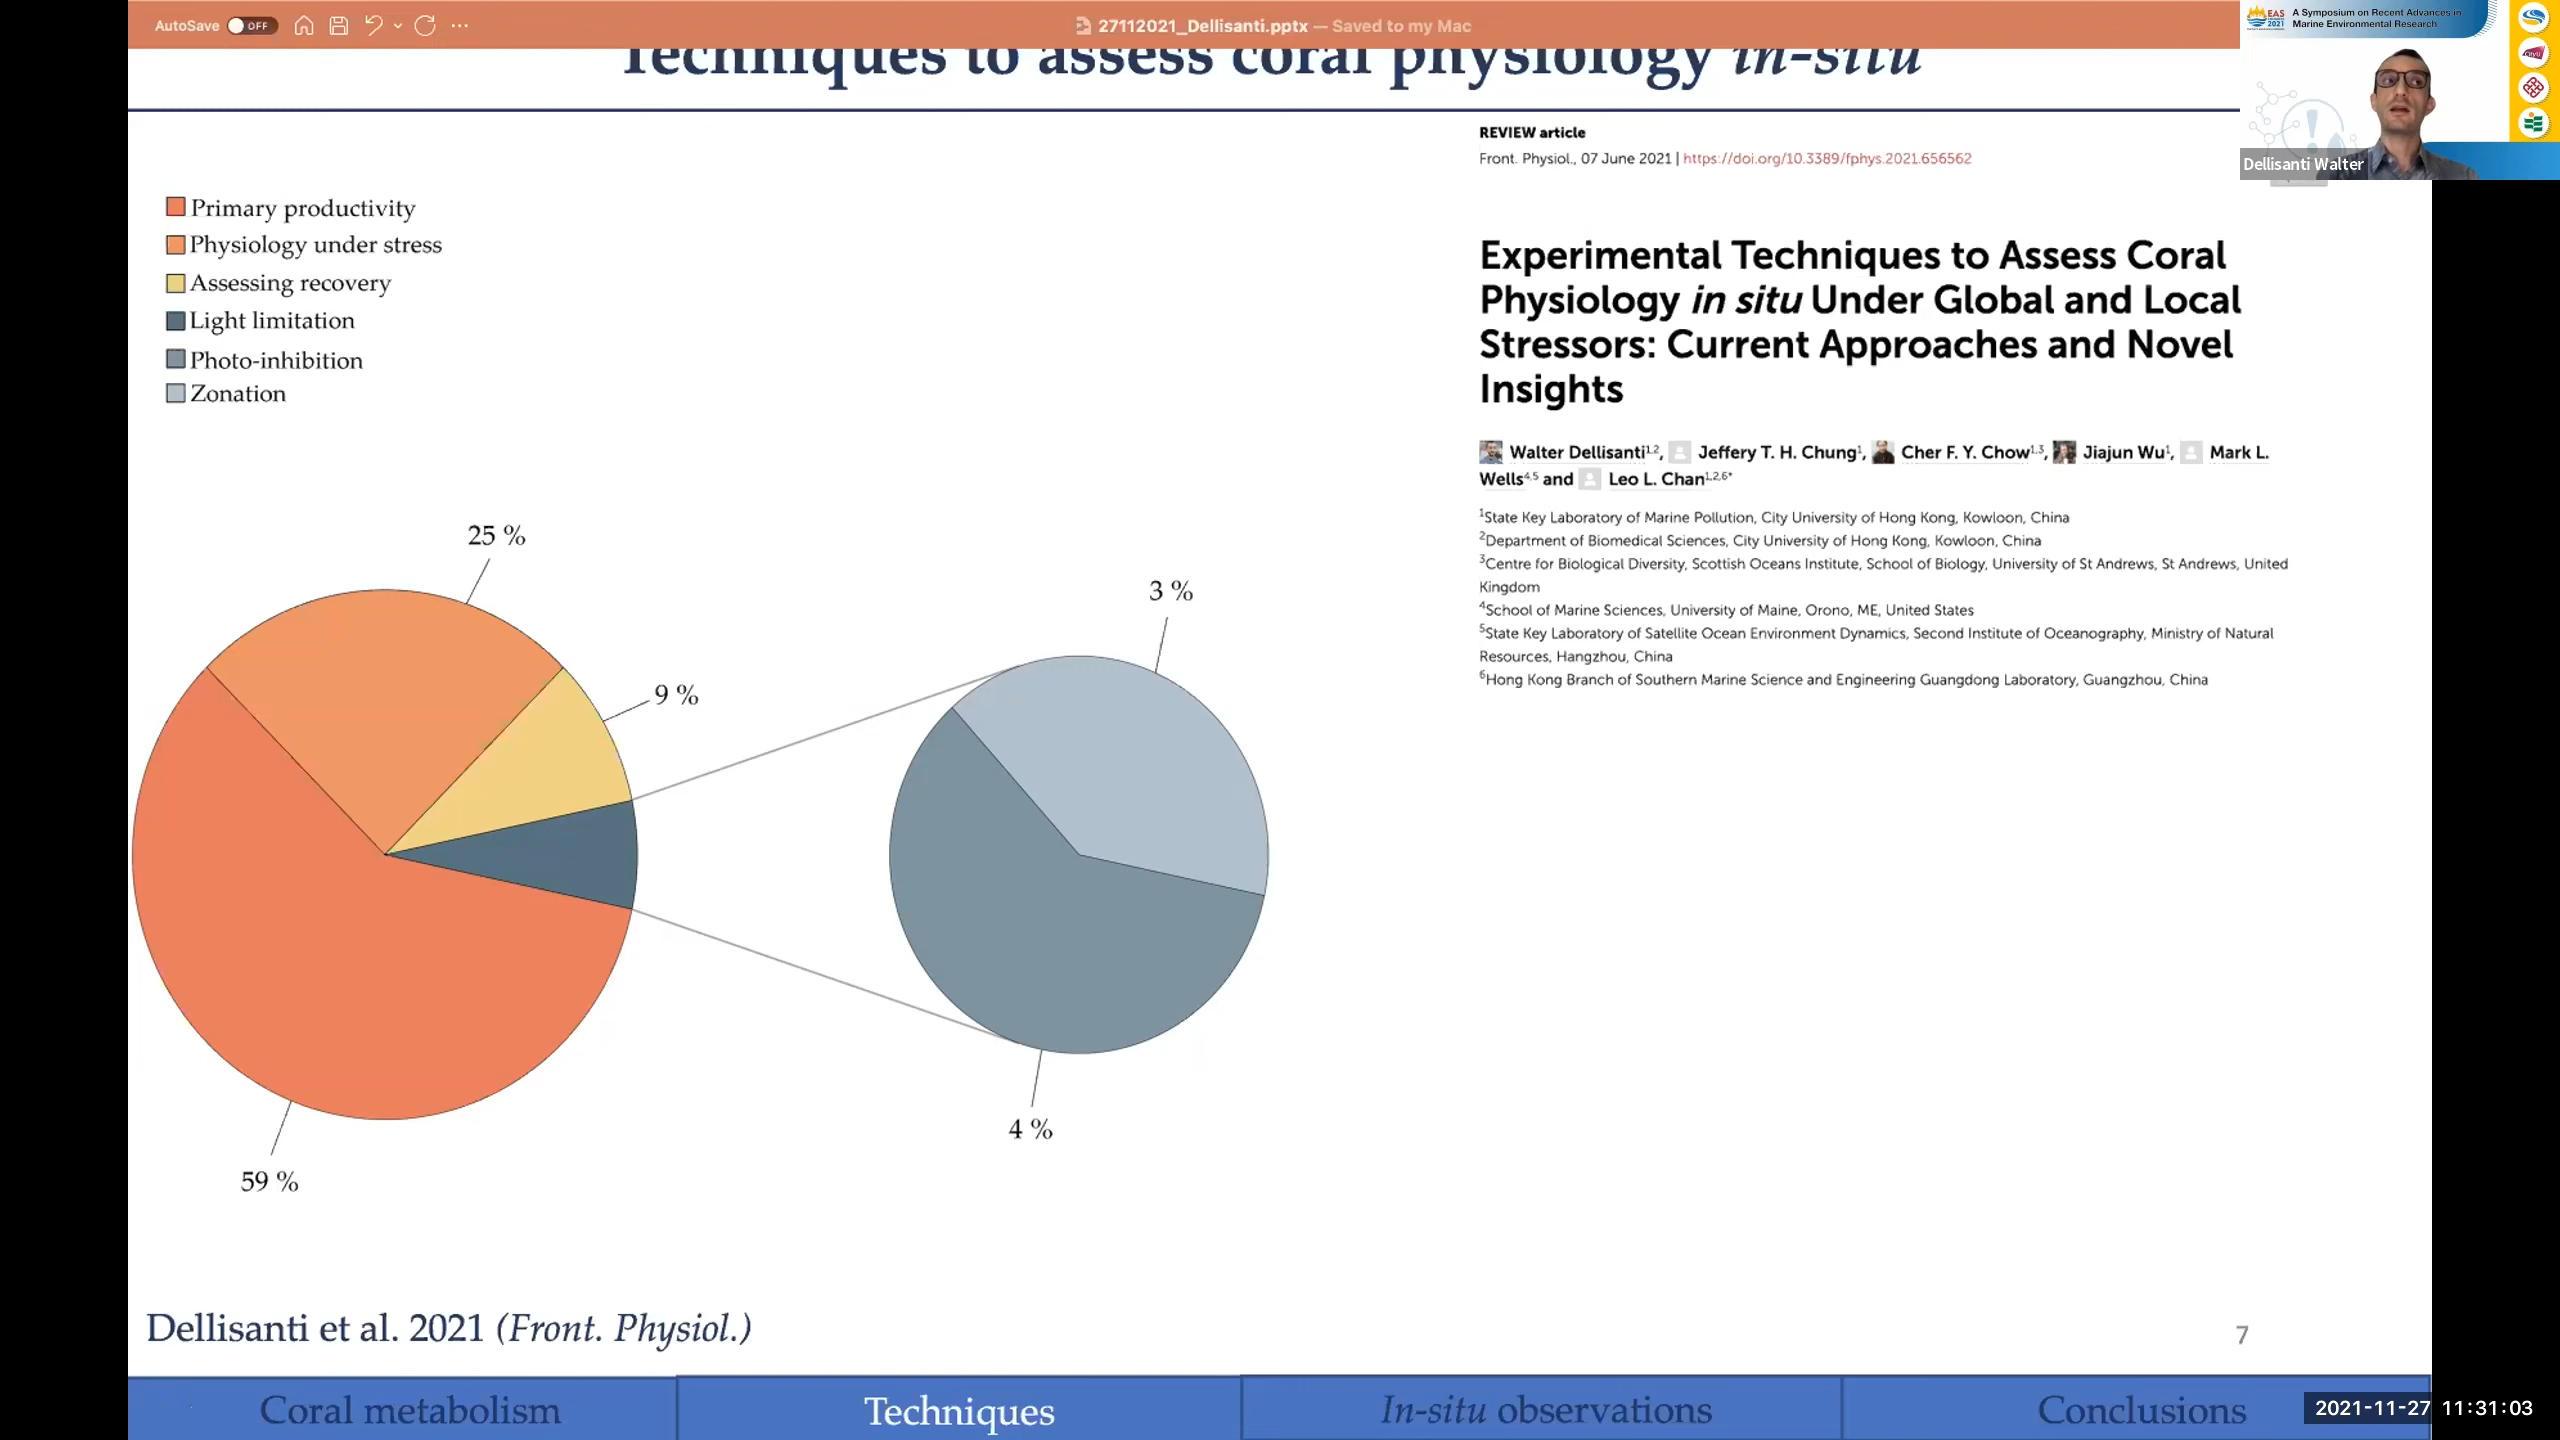 AutoSave OFF
27112021_Dellisanti.pptx — Saved to my Mac
EAS 2021
A Symposium on Recent Advances in
Marine Environmental Research
Dellisanti Walter
Techniques to assess coral physiology in-situ
REVIEW article
Front. Physiol., 07 June 2021 | https://doi.org/10.3389/fphys.2021.656562
Primary productivity
Physiology under stress
Assessing recovery
Light limitation
Photo-inhibition
Zonation
Experimental Techniques to Assess Coral
Physiology in situ Under Global and Local
Stressors: Current Approaches and Novel
Insights
Walter Dellisanti1,2, Jeffery T. H. Chung1, Cher F. Y. Chow1,3, Jiajun Wu1, Mark L.
Wells4,5 and Leo L. Chan1,2,6*
1State Key Laboratory of Marine Pollution, City University of Hong Kong, Kowloon, China
2Department of Biomedical Sciences, City University of Hong Kong, Kowloon, China
3Centre for Biological Diversity, Scottish Oceans Institute, School of Biology, University of St Andrews, St Andrews, United
Kingdom
4School of Marine Sciences, University of Maine, Orono, ME, United States
5State Key Laboratory of Satellite Ocean Environment Dynamics, Second Institute of Oceanography, Ministry of Natural
Resources, Hangzhou, China
6Hong Kong Branch of Southern Marine Science and Engineering Guangdong Laboratory, Guangzhou, China
25 %
9 %
3 %
4 %
59 %
Dellisanti et al. 2021 (Front. Physiol.)
7
Coral metabolism
Techniques
In-situ observations
Conclusions
2021-11-27 11:31:03